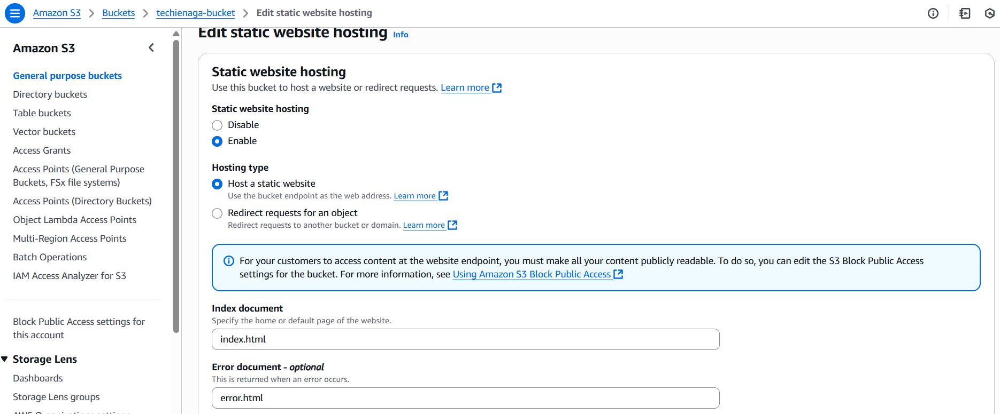 Amazon S3 > Buckets > techienaga-bucket > Edit static website hosting
Amazon S3
General purpose buckets
Directory buckets
Table buckets
Vector buckets
Access Grants
Access Points (General Purpose
Buckets, FSx file systems)
Access Points (Directory Buckets)
Object Lambda Access Points
Multi-Region Access Points
Batch Operations
IAM Access Analyzer for S3
Block Public Access settings for
this account
Storage Lens
Dashboards
Storage Lens groups
Edit static website hosting Info
Static website hosting
Use this bucket to host a website or redirect requests. Learn more
Static website hosting
Disable
Enable
Hosting type
Host a static website
Use the bucket endpoint as the web address. Learn more
Redirect requests for an object
Redirect requests to another bucket or domain. Learn more
For your customers to access content at the website endpoint, you must make all your content publicly readable. To do so, you can edit the S3 Block Public Access
settings for the bucket. For more information, see Using Amazon S3 Block Public Access
Index document
Specify the home or default page of the website.
index.html
Error document - optional
This is returned when an error occurs.
error.html